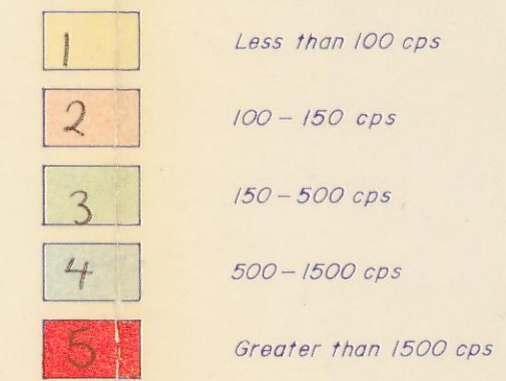 1 Less than 100 cps
2 100 - 150 cps
3 150 - 500 cps
4 500 - 1500 cps
5 Greater than 1500 cps